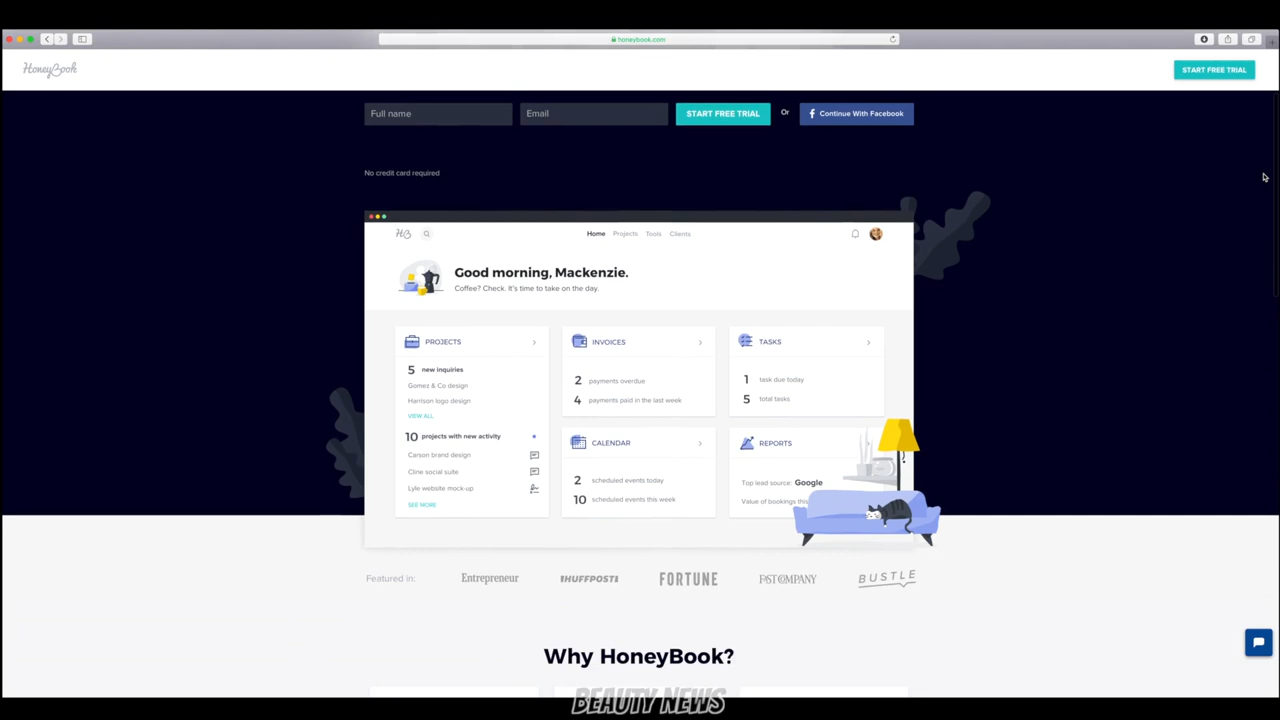 honeybook.com
HoneyBook
START FREE TRIAL
Full name
Email
START FREE TRIAL
Or
f Continue With Facebook
No credit card required
HB
Home
Projects
Tools
Clients
Good morning, Mackenzie.
Coffee? Check. It's time to take on the day.
PROJECTS
5 new inquiries
Gomez & Co design
Harrison logo design
VIEW ALL
10 projects with new activity
Carson brand design
Cline social suite
Lyle website mock-up
SEE MORE
INVOICES
2 payments overdue
4 payments paid in the last week
TASKS
1 task due today
5 total tasks
CALENDAR
2 scheduled events today
10 scheduled events this week
REPORTS
Top lead source: Google
Value of bookings this
Featured in:
Entrepreneur
HUFFPOST
FORTUNE
FAST COMPANY
BUSTLE
Why HoneyBook?
BEAUTY NEWS